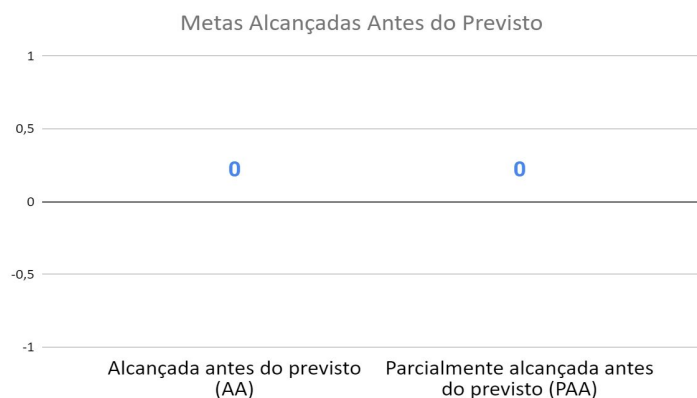 Metas Alcançadas Antes do Previsto
1
0,5
0 0
0
-0,5
-1
Alcançada antes do previsto
(AA)
Parcialmente alcançada antes
do previsto (PAA)